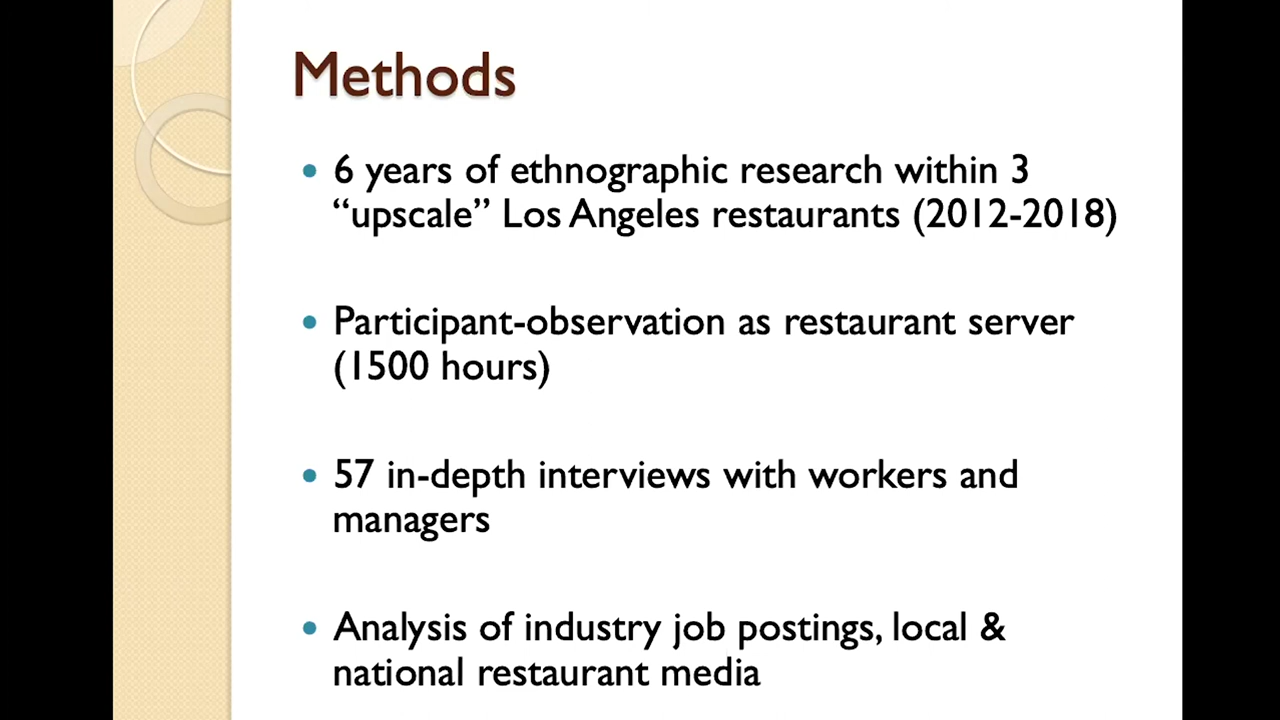 Methods
• 6 years of ethnographic research within 3
“upscale” Los Angeles restaurants (2012-2018)
• Participant-observation as restaurant server
(1500 hours)
• 57 in-depth interviews with workers and
managers
• Analysis of industry job postings, local &
national restaurant media